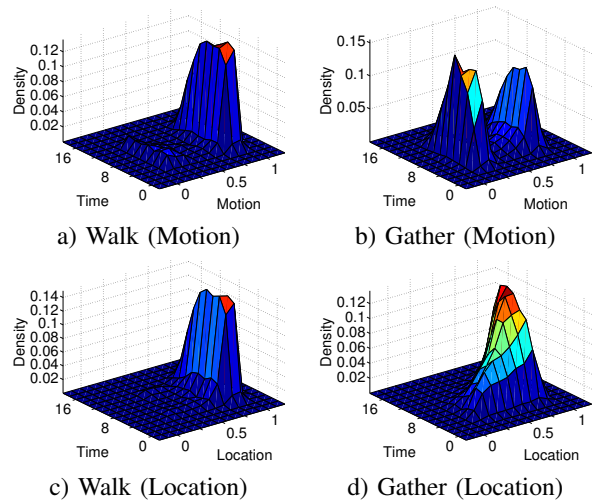 0.12
0.1
0.08
0.06
0.04
0.02
Density
16
8
0
Time
0
0.5
1
Motion
a) Walk (Motion)
0.15
0.1
0.05
Density
16
8
0
Time
0
0.5
1
Motion
b) Gather (Motion)
0.14
0.12
0.1
0.08
0.06
0.04
0.02
Density
16
8
0
Time
0
0.5
1
Location
c) Walk (Location)
0.12
0.1
0.08
0.06
0.04
0.02
Density
16
8
0
Time
0
0.5
1
Location
d) Gather (Location)